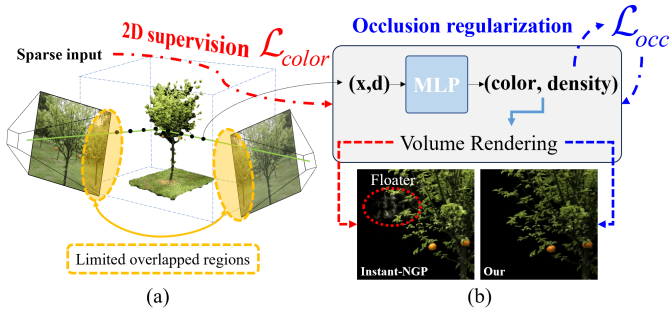 2D supervision ℒcolor
Sparse input
Limited overlapped regions
(a)
Occlusion regularization ℒocc
(x,d)
MLP
(color, density)
Volume Rendering
Floater
Instant-NGP
Our
(b)